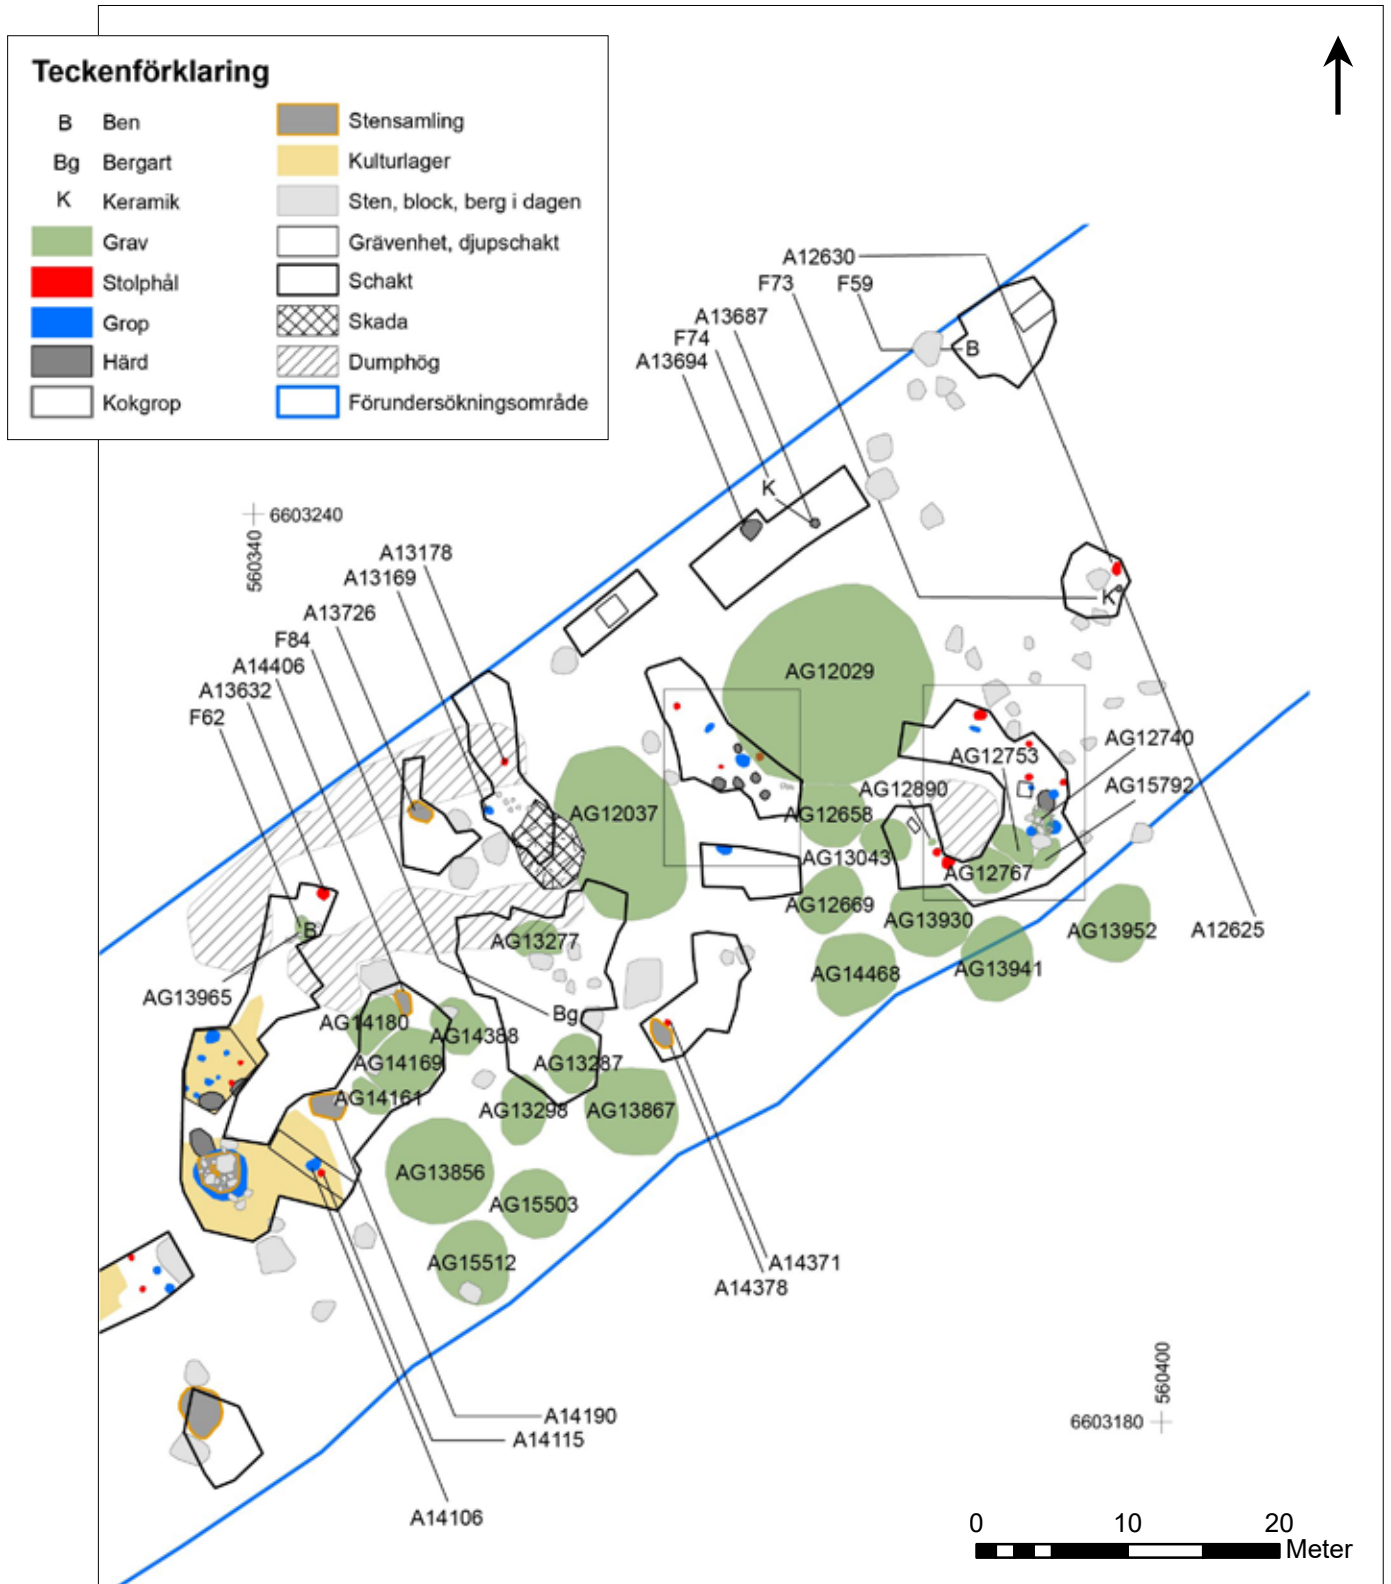 Teckenförklaring
B Ben
Bg Bergart
K Keramik
Grav
Stolphål
Grop
Härd
Kokgrop
Stensamling
Kulturlager
Sten, block, berg i dagen
Grävenhet, djupschakt
Schakt
Skada
Dumphög
Förundersökningsområde
A12630
F73
F59
A13687
F74
A13694
B
K
6603240
560340
A13178
A13169
A13726
F84
A14406
A13632
F62
K
AG12029
AG12740
AG12753
AG15792
AG12890
AG12037
AG12658
AG13043
AG12767
AG12669
AG13930
AG13952
A12625
B
AG13277
AG14468
AG13941
AG13965
Bg
AG14180
AG14388
AG14169
AG13287
AG14161
AG13298
AG13867
AG13856
AG15503
AG15512
A14371
A14378
560400
6603180
A14190
A14115
A14106
0 10 20
Meter